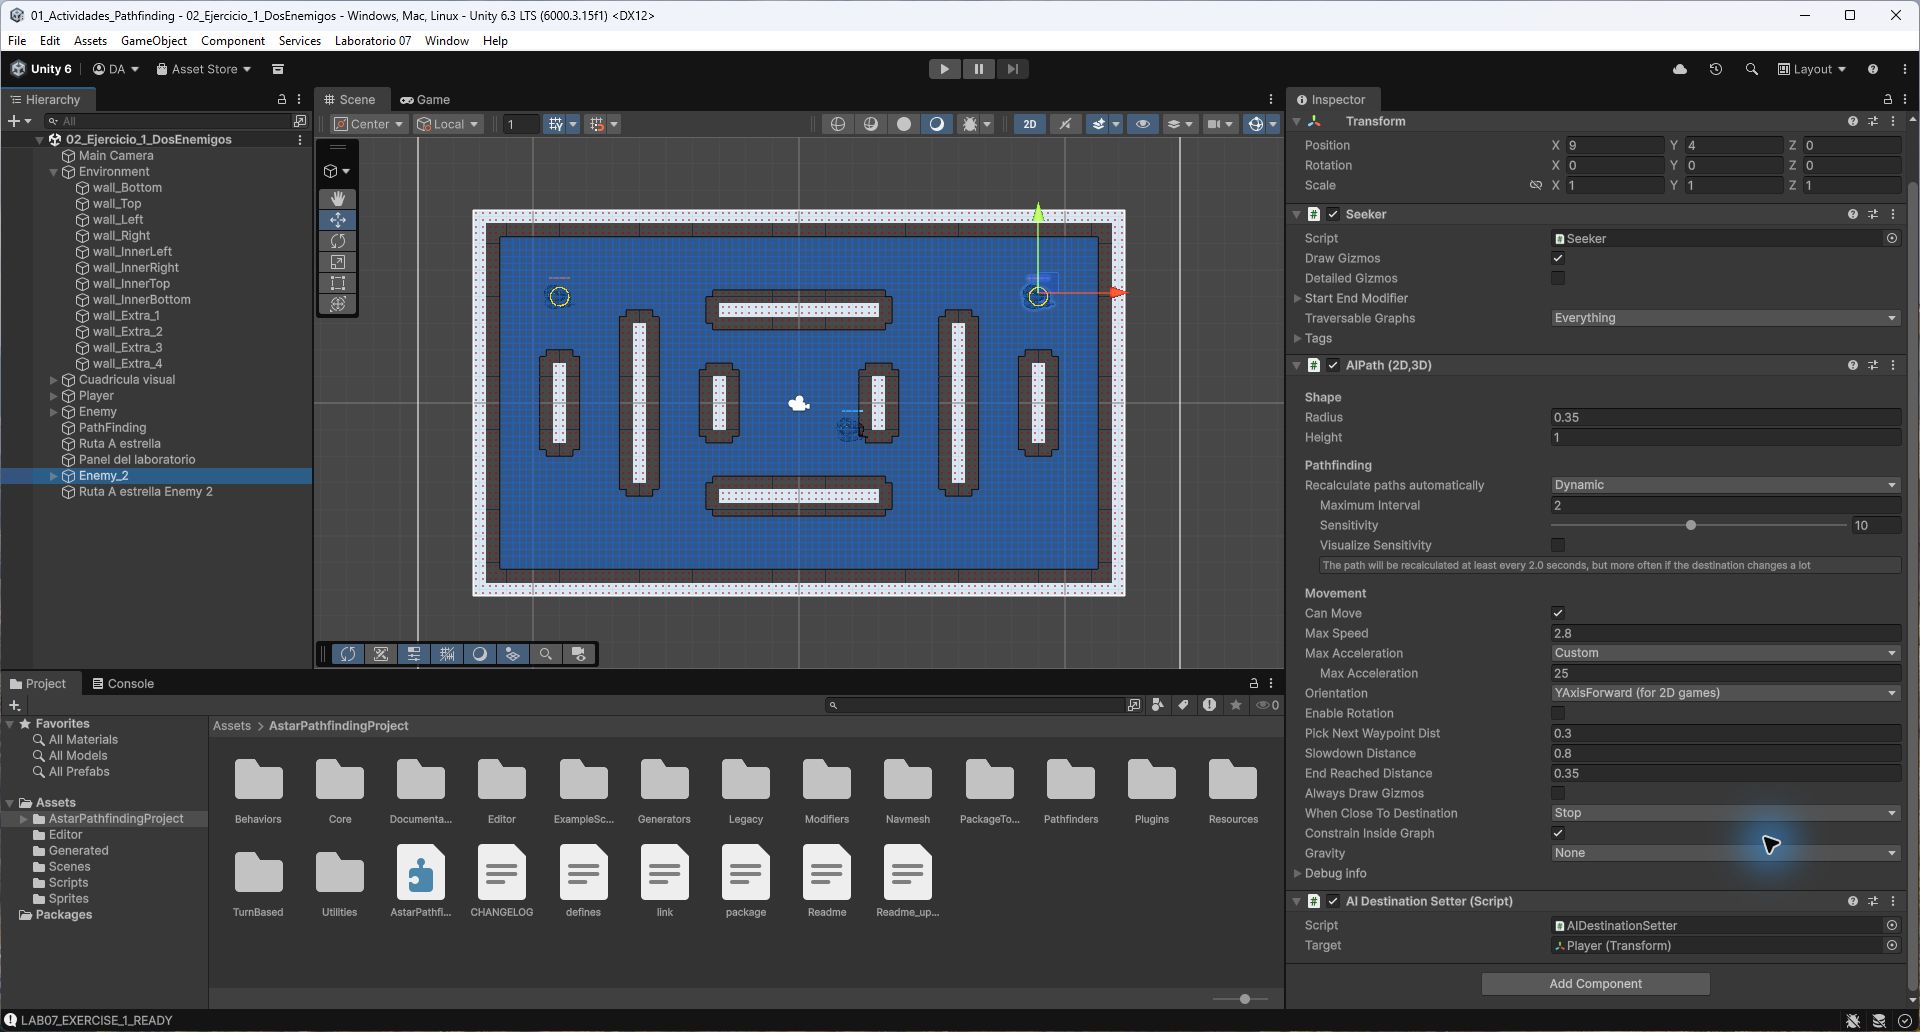 01_Actividades_Pathfinding - 02_Ejercicio_1_DosEnemigos - Windows, Mac, Linux - Unity 6.3 LTS (6000.3.15f1) <DX12>
File Edit Assets GameObject Component Services Laboratorio 07 Window Help
Unity 6 DA Asset Store Layout
Hierarchy
All
02_Ejercicio_1_DosEnemigos
Main Camera
Environment
wall_Bottom
wall_Top
wall_Left
wall_Right
wall_InnerLeft
wall_InnerRight
wall_InnerTop
wall_InnerBottom
wall_Extra_1
wall_Extra_2
wall_Extra_3
wall_Extra_4
Cuadricula visual
Player
Enemy
PathFinding
Ruta A estrella
Panel del laboratorio
Enemy_2
Ruta A estrella Enemy 2
Scene Game
Center Local 1 2D
Inspector
Transform
Position X 9 Y 4 Z 0
Rotation X 0 Y 0 Z 0
Scale X 1 Y 1 Z 1
Seeker
Script Seeker
Draw Gizmos
Detailed Gizmos
Start End Modifier
Traversable Graphs Everything
Tags
AIPath (2D,3D)
Shape
Radius 0.35
Height 1
Pathfinding
Recalculate paths automatically Dynamic
Maximum Interval 2
Sensitivity 10
Visualize Sensitivity
The path will be recalculated at least every 2.0 seconds, but more often if the destination changes a lot
Movement
Can Move
Max Speed 2.8
Max Acceleration Custom
Max Acceleration 25
Orientation YAxisForward (for 2D games)
Enable Rotation
Pick Next Waypoint Dist 0.3
Slowdown Distance 0.8
End Reached Distance 0.35
Always Draw Gizmos
When Close To Destination Stop
Constrain Inside Graph
Gravity None
Debug info
AI Destination Setter (Script)
Script AIDestinationSetter
Target Player (Transform)
Add Component
Project Console
0
Favorites
All Materials
All Models
All Prefabs
Assets
AstarPathfindingProject
Editor
Generated
Scenes
Scripts
Sprites
Packages
Assets > AstarPathfindingProject
Behaviors Core Documenta... Editor ExampleSc... Generators Legacy Modifiers Navmesh PackageTo... Pathfinders Plugins Resources
TurnBased Utilities AstarPathfi... CHANGELOG defines link package Readme Readme_up...
LAB07_EXERCISE_1_READY